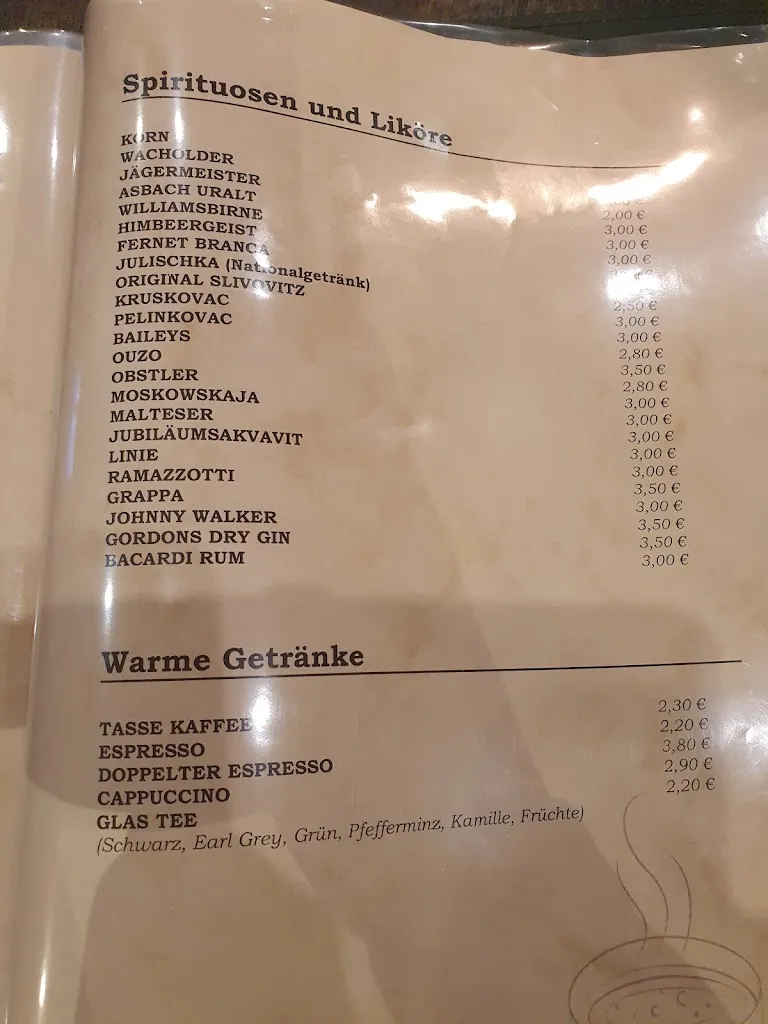 Spirituosen und Liköre
KORN
WACHOLDER 2,00 €
JÄGERMEISTER 3,00 €
ASBACH URALT 3,00 €
WILLIAMSBIRNE 3,00 €
HIMBEERGEIST
FERNET BRANCA
JULISCHKA (Nationalgetränk) 2,50 €
ORIGINAL SLIVOVITZ 3,00 €
KRUSKOVAC 3,00 €
PELINKOVAC 2,80 €
BAILEYS 3,50 €
OUZO 2,80 €
OBSTLER 3,00 €
MOSKOWSKAJA 3,00 €
MALTESER 3,00 €
JUBILÄUMSAKVAVIT 3,00 €
LINIE 3,00 €
RAMAZZOTTI 3,50 €
GRAPPA 3,00 €
JOHNNY WALKER 3,50 €
GORDONS DRY GIN 3,50 €
BACARDI RUM 3,00 €
Warme Getränke
TASSE KAFFEE 2,30 €
ESPRESSO 2,20 €
DOPPELTER ESPRESSO 3,80 €
CAPPUCCINO 2,90 €
GLAS TEE 2,20 €
(Schwarz, Earl Grey, Grün, Pfefferminz, Kamille, Früchte)